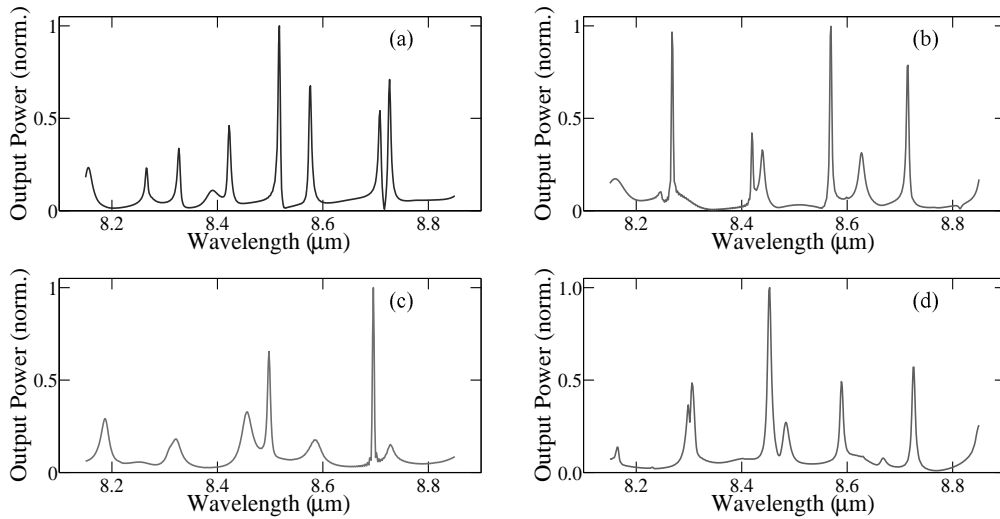 Output Power (norm.)
1
0.5
0
(a)
8.2 8.4 8.6 8.8
Wavelength (μm)
Output Power (norm.)
1
0.5
0
(b)
8.2 8.4 8.6 8.8
Wavelength (μm)
Output Power (norm.)
1.0
0.5
0
(c)
8.2 8.4 8.6 8.8
Wavelength (μm)
Output Power (norm.)
1.0
0.5
0.0
(d)
8.2 8.4 8.6 8.8
Wavelength (μm)